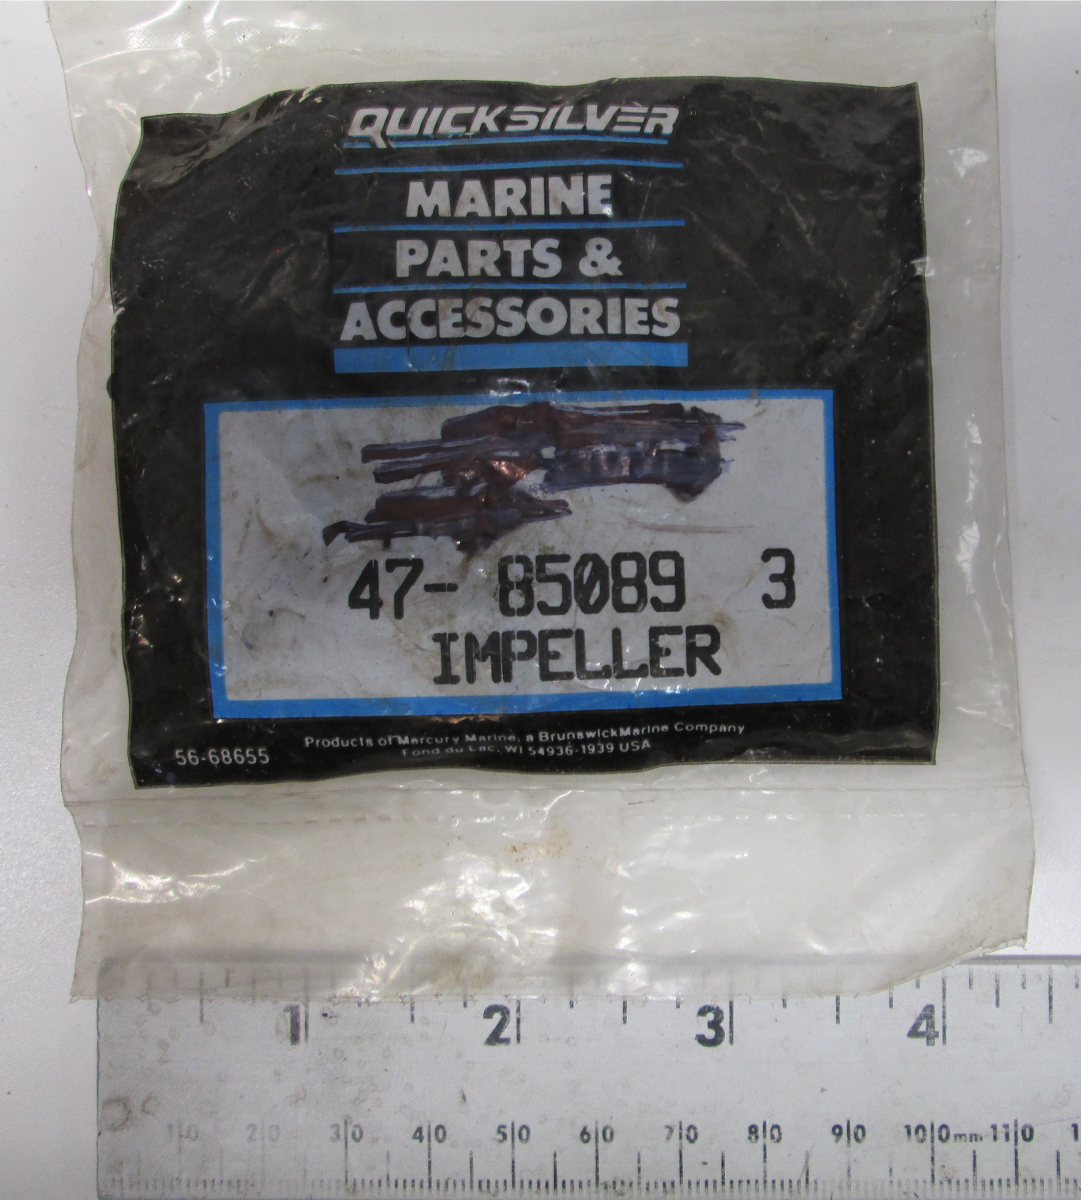 QUICKSILVER
MARINE
PARTS &
ACCESSORIES
47- 85089 3
IMPELLER
Products of Mercury Marine, a Brunswick Marine Company
Fond du Lac, WI 54936-1939 USA
56-68655
1 2 3 4
10 20 30 40 50 60 70 80 90 100mm 110